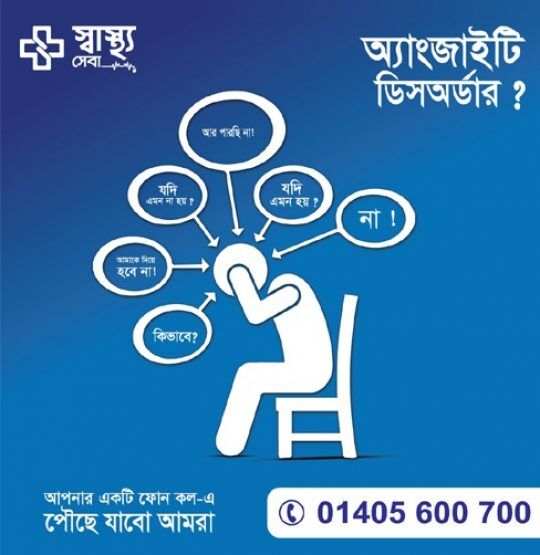 স্বাস্থ্য
সেবা
অ্যাংজাইটি
ডিসঅর্ডার ?
আর পারছি না!
যদি
এমন না হয় ?
যদি
এমন হয় ?
না !
আমাকে দিয়ে
হবে না!
কিভাবে?
আপনার একটি ফোন কল-এ
পৌছে যাবো আমরা
01405 600 700